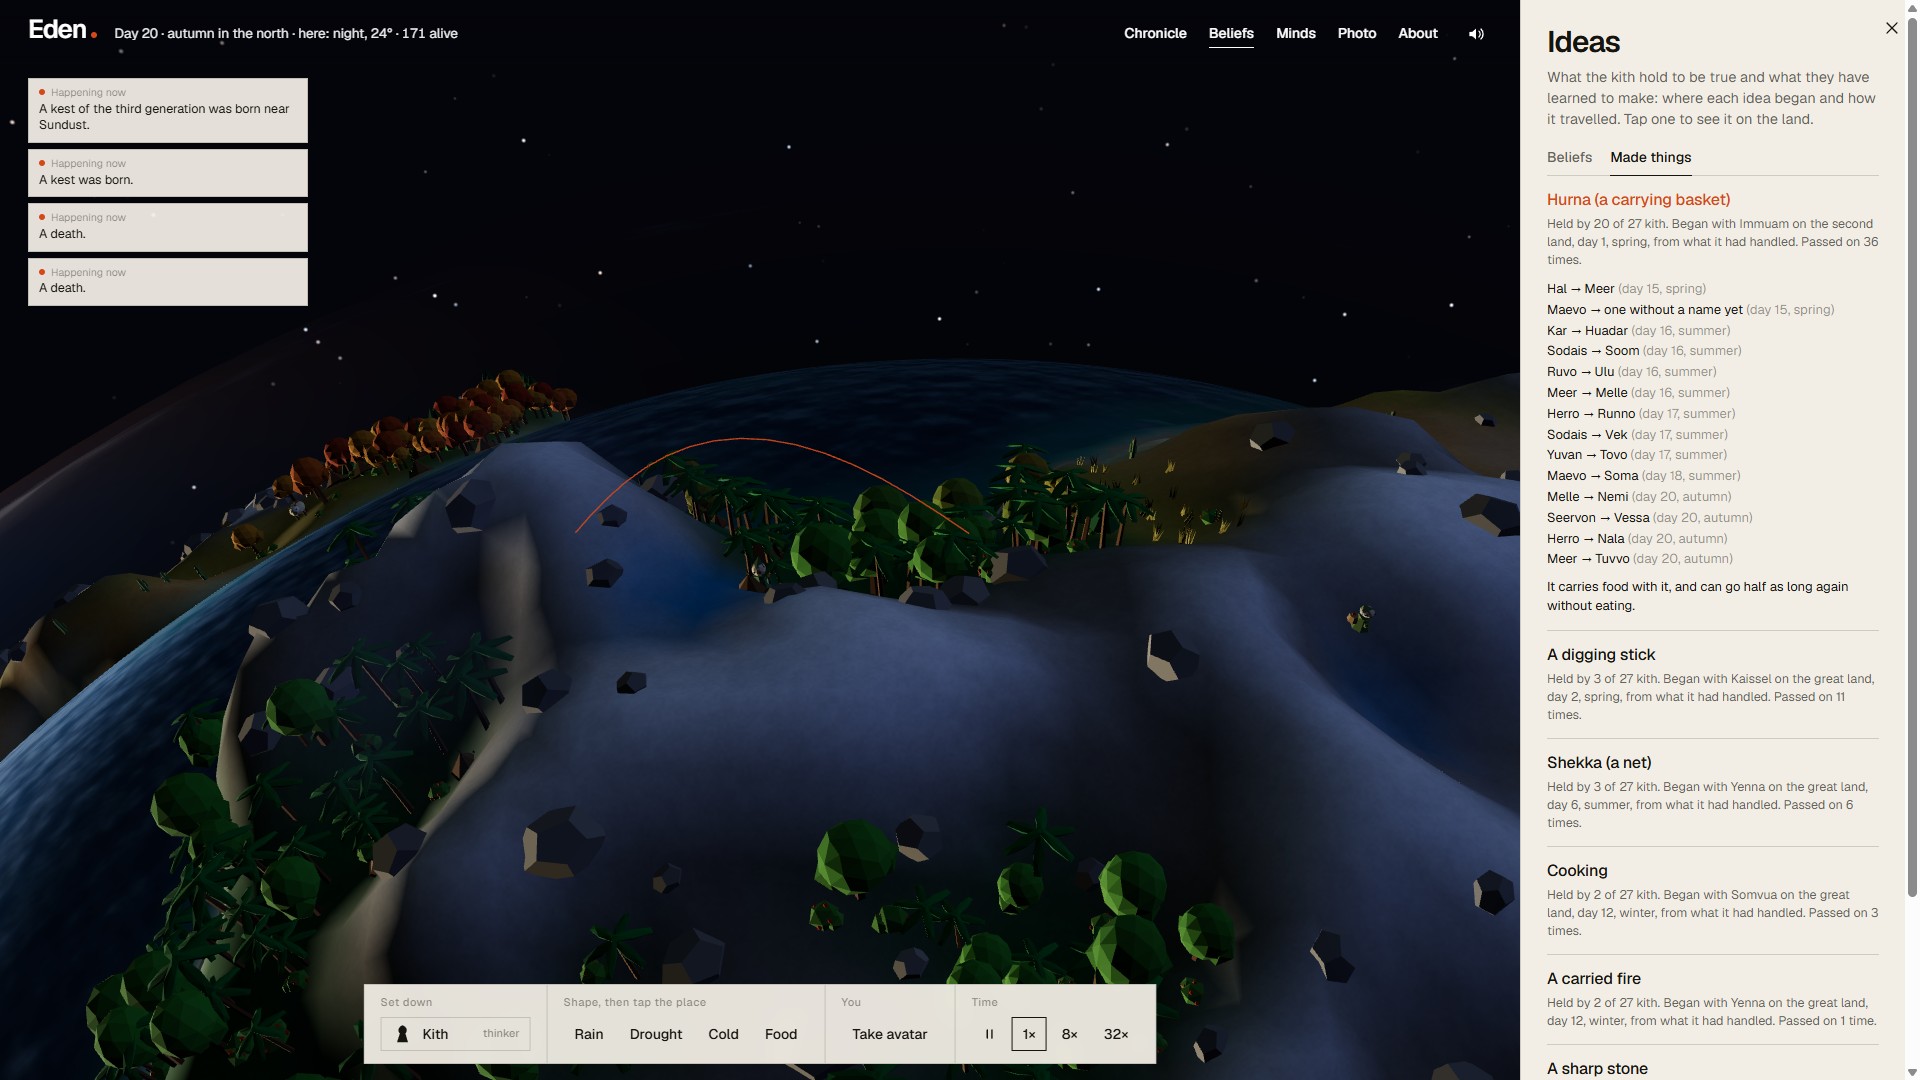 Eden.
Day 20 · autumn in the north · here: night, 24° · 171 alive
Chronicle
Beliefs
Minds
Photo
About
Happening now
A kest of the third generation was born near
Sundust.
Happening now
A kest was born.
Happening now
A death.
Happening now
A death.
Set down
Kith
thinker
Shape, then tap the place
Rain
Drought
Cold
Food
You
Take avatar
Time
1×
8×
32×
Ideas
What the kith hold to be true and what they have
learned to make: where each idea began and how
it travelled. Tap one to see it on the land.
Beliefs
Made things
Hurna (a carrying basket)
Held by 20 of 27 kith. Began with Immuam on the second
land, day 1, spring, from what it had handled. Passed on 36
times.
Hal → Meer (day 15, spring)
Maevo → one without a name yet (day 15, spring)
Kar → Huadar (day 16, summer)
Sodais → Soom (day 16, summer)
Ruvo → Ulu (day 16, summer)
Meer → Melle (day 16, summer)
Herro → Runno (day 17, summer)
Sodais → Vek (day 17, summer)
Yuvan → Tovo (day 17, summer)
Maevo → Soma (day 18, summer)
Melle → Nemi (day 20, autumn)
Seervon → Vessa (day 20, autumn)
Herro → Nala (day 20, autumn)
Meer → Tuvvo (day 20, autumn)
It carries food with it, and can go half as long again
without eating.
A digging stick
Held by 3 of 27 kith. Began with Kaissel on the great land,
day 2, spring, from what it had handled. Passed on 11
times.
Shekka (a net)
Held by 3 of 27 kith. Began with Yenna on the great land,
day 6, summer, from what it had handled. Passed on 6
times.
Cooking
Held by 2 of 27 kith. Began with Somvua on the great
land, day 12, winter, from what it had handled. Passed on 3
times.
A carried fire
Held by 2 of 27 kith. Began with Yenna on the great land,
day 12, winter, from what it had handled. Passed on 1 time.
A sharp stone